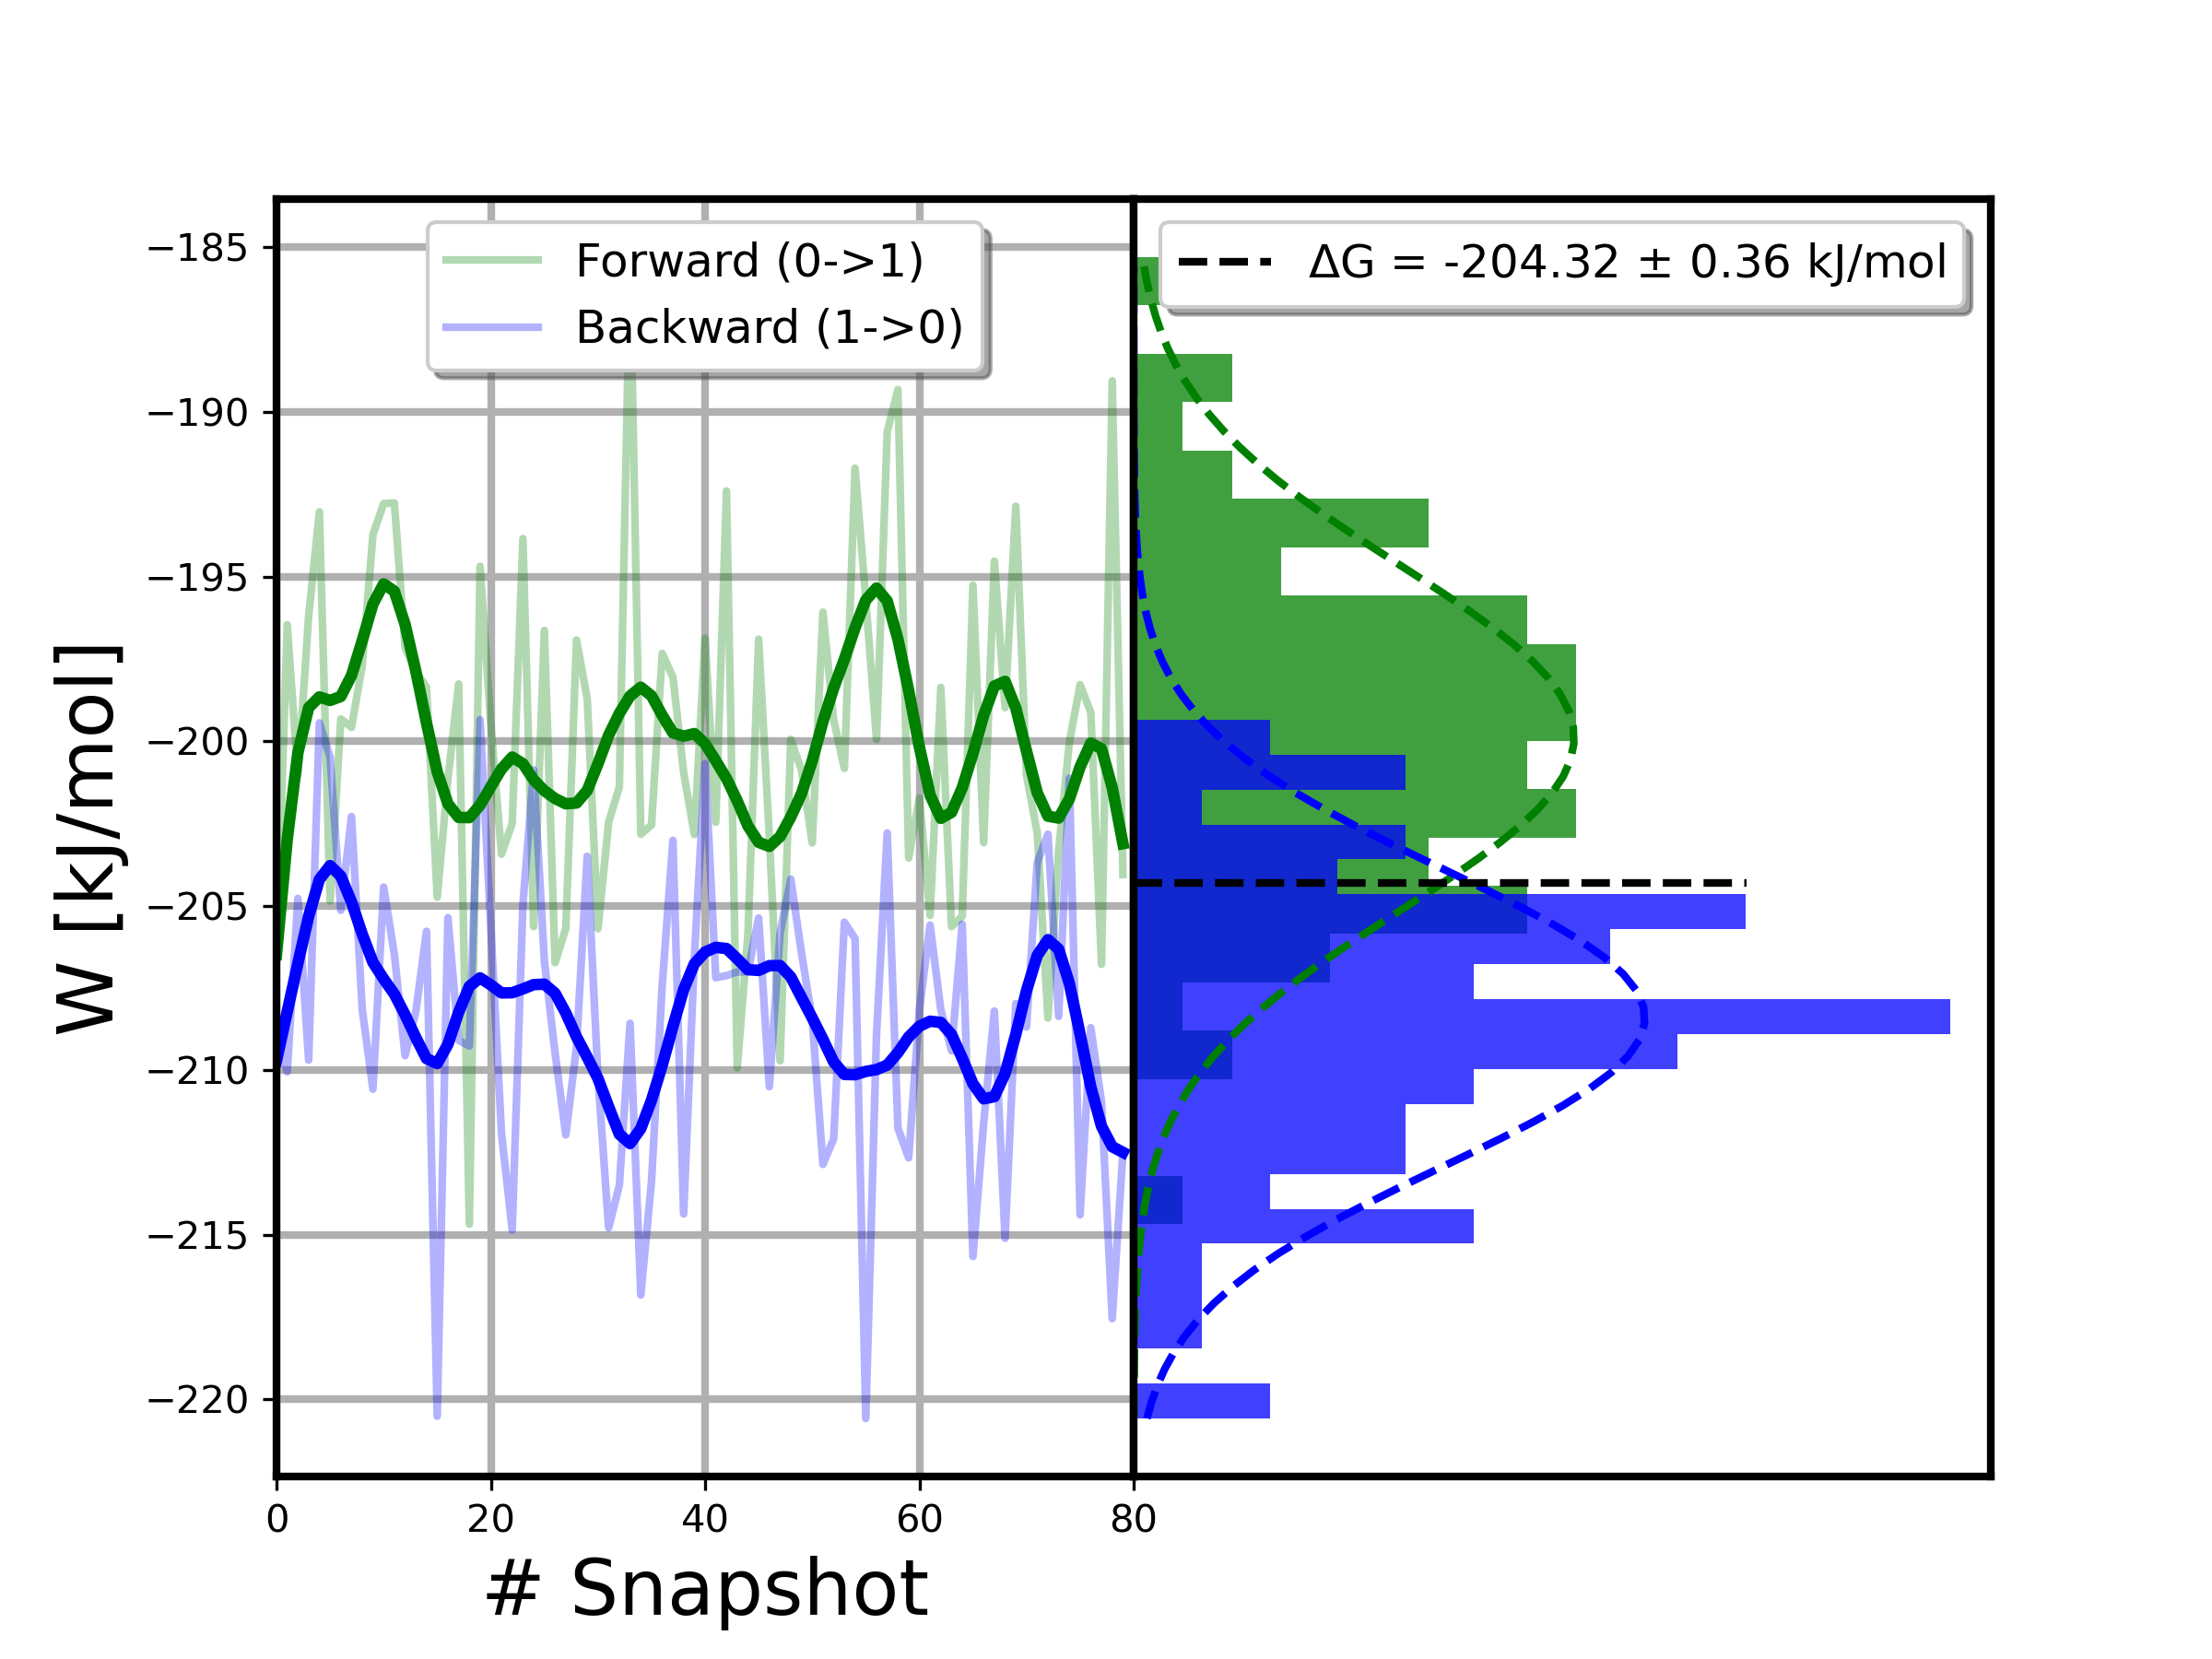 Forward (0->1)
Backward (1->0)
ΔG = -204.32 ± 0.36 kJ/mol
−185
−190
−195
−200
−205
−210
−215
−220
W [kJ/mol]
0 20 40 60 80
# Snapshot